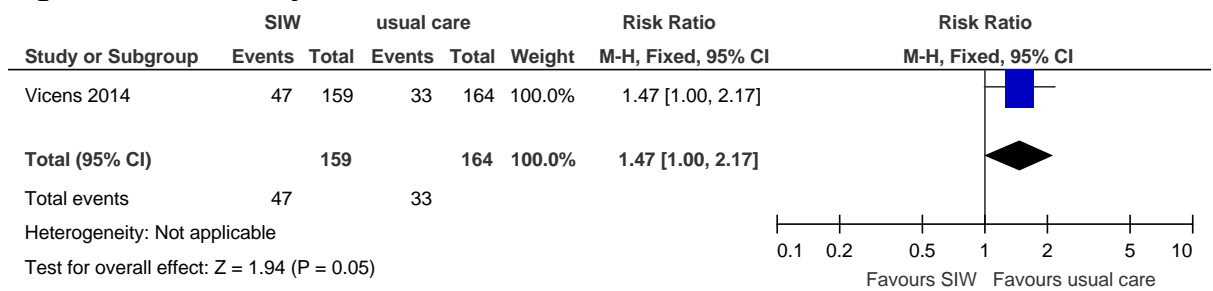 SIW usual care Risk Ratio Risk Ratio
Study or Subgroup Events Total Events Total Weight M-H, Fixed, 95% CI M-H, Fixed, 95% CI
Vicens 2014 47 159 33 164 100.0% 1.47 [1.00, 2.17]
Total (95% CI) 159 164 100.0% 1.47 [1.00, 2.17]
Total events 47 33
Heterogeneity: Not applicable
Test for overall effect: Z = 1.94 (P = 0.05)
0.1 0.2 0.5 1 2 5 10
Favours SIW Favours usual care